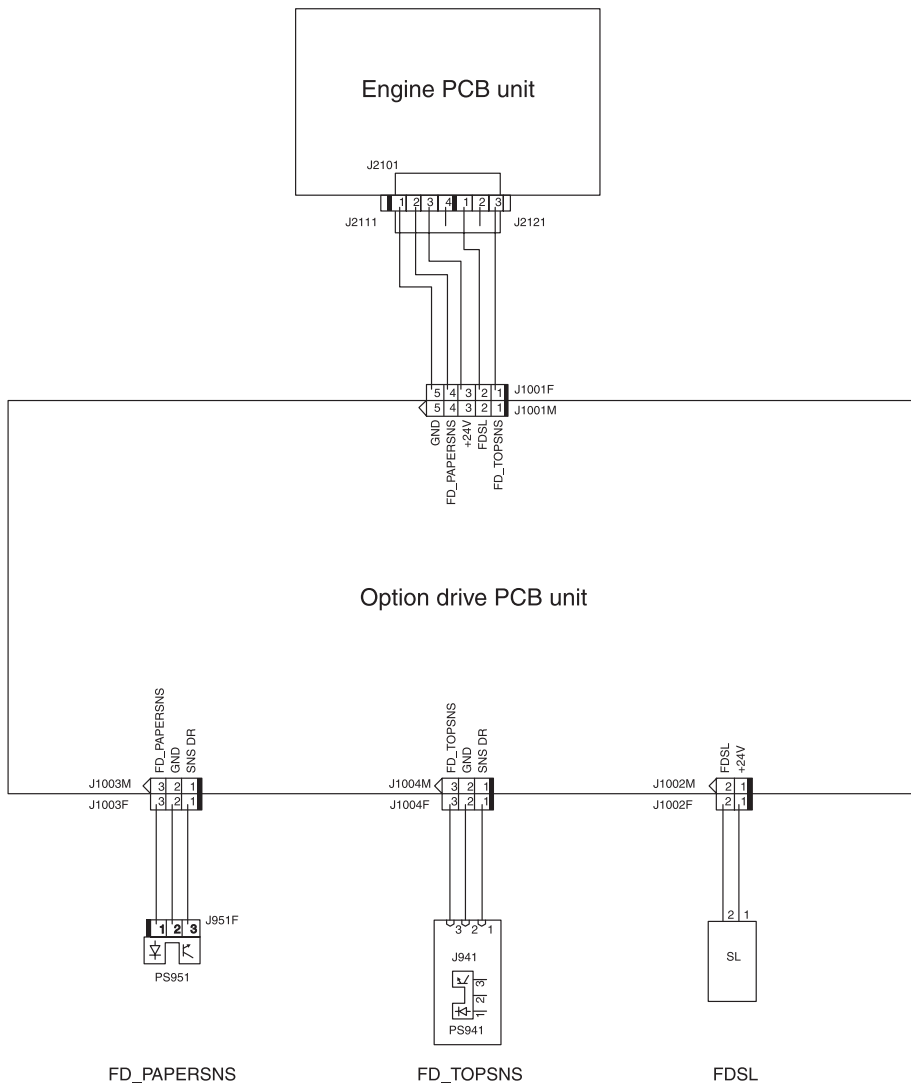 Engine PCB unit
J2101
1 2 3 4 1 2 3
J2111
J2121
5 4 3 2 1
J1001F
5 4 3 2 1
J1001M
GND
FD_PAPERSNS
+24V
FDSL
FD_TOPSNS
Option drive PCB unit
FD_PAPERSNS
GND
SNS DR
FD_TOPSNS
GND
SNS DR
FDSL
+24V
J1003M
3 2 1
J1004M
3 2 1
J1002M
2 1
J1003F
3 2 1
J1004F
3 2 1
J1002F
2 1
J951F
1 2 3
PS951
3 2 1
J941
3
2
1
PS941
2 1
SL
FD_PAPERSNS
FD_TOPSNS
FDSL